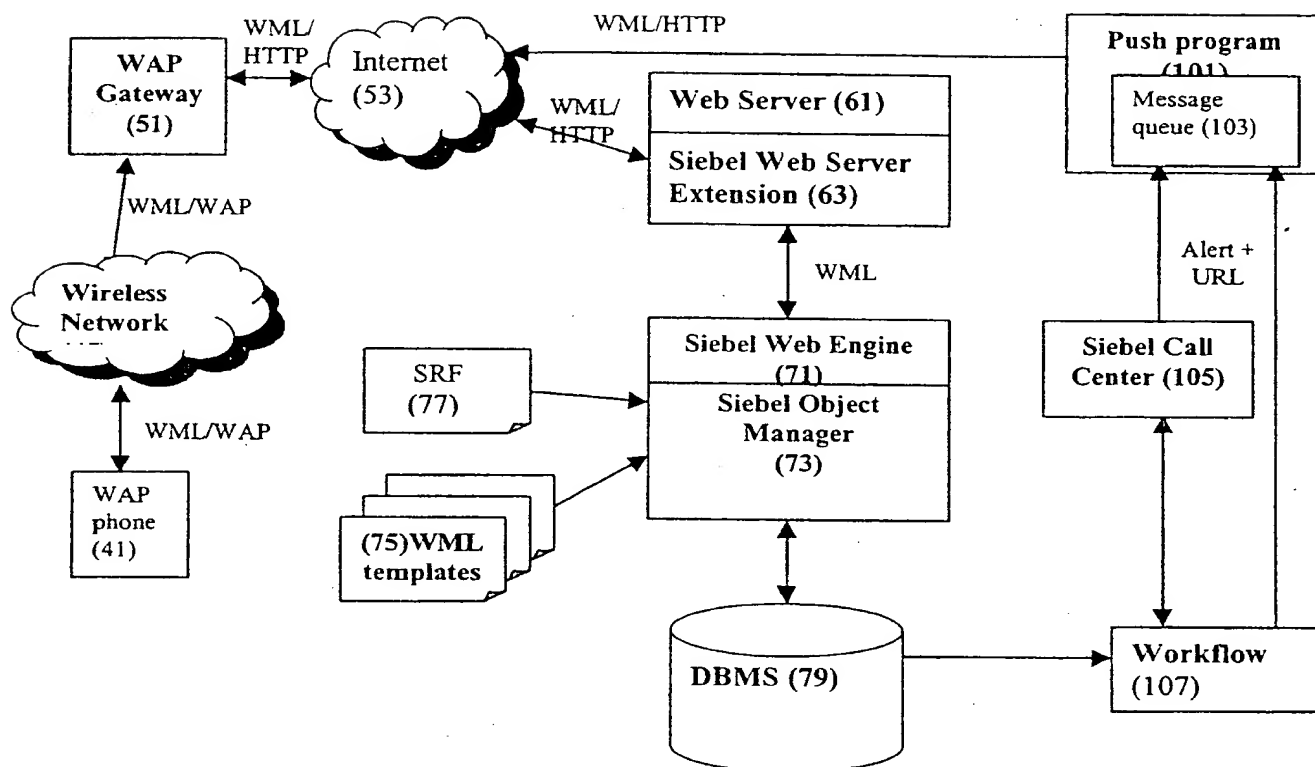 WML/
HTTP
WAP
Gateway
(51)
Internet
(53)
WML/HTTP
Push program
(101)
Message
queue (103)
WML/
HTTP
Web Server (61)
Siebel Web Server
Extension (63)
WML/WAP
WML
Alert +
URL
Wireless
Network
Siebel Web Engine
(71)
Siebel Object
Manager
(73)
SRF
(77)
Siebel Call
Center (105)
WML/WAP
WAP
phone
(41)
(75)WML
templates
DBMS (79)
Workflow
(107)